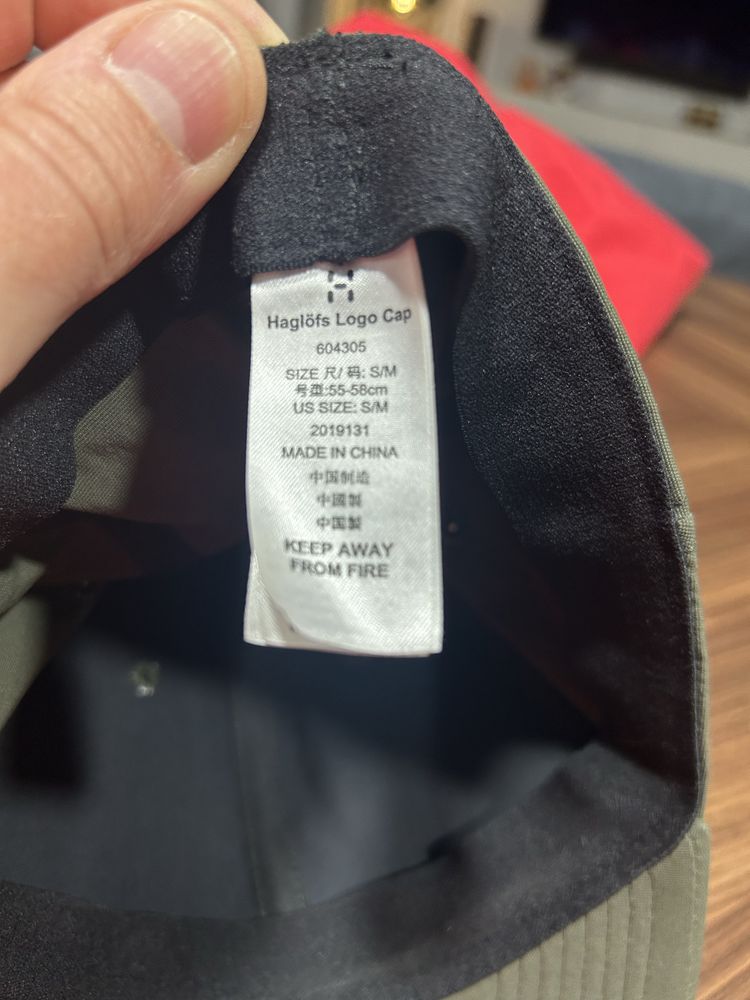 Haglöfs Logo Cap
604305
SIZE 尺/ 码: S/M
号型:55-58cm
US SIZE: S/M
2019131
MADE IN CHINA
中国制造
中國製
中国製
KEEP AWAY
FROM FIRE